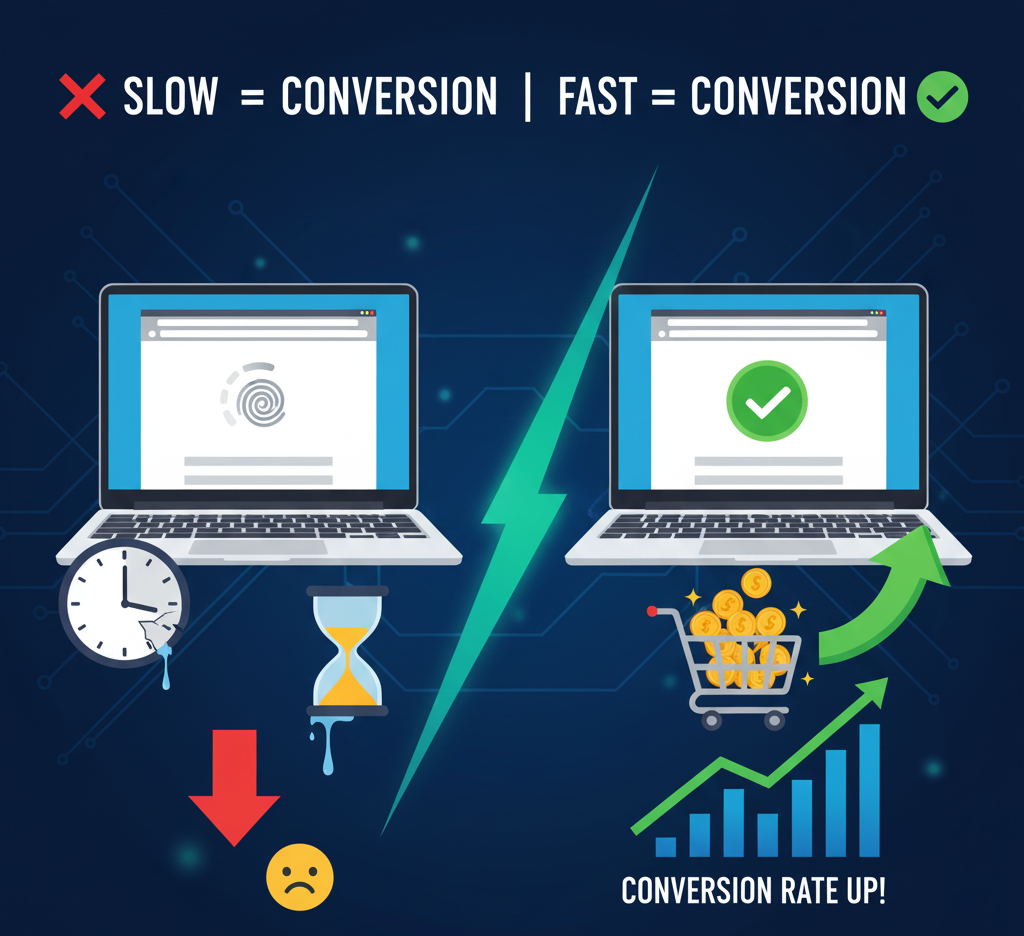 SLOW = CONVERSION | FAST = CONVERSION
CONVERSION RATE UP!